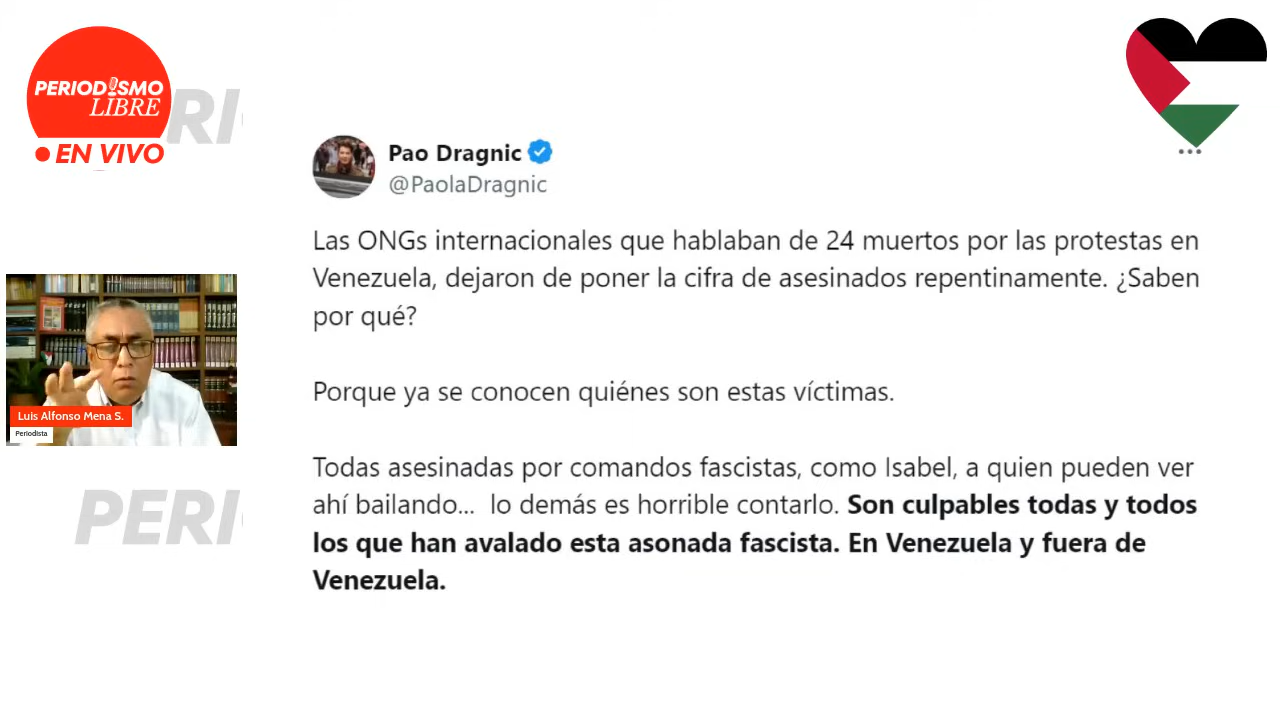 PERIODISMO
LIBRE
EN VIVO
RI
Pao Dragnic
@PaolaDragnic
Las ONGs internacionales que hablaban de 24 muertos por las protestas en
Venezuela, dejaron de poner la cifra de asesinados repentinamente. ¿Saben
por qué?
Porque ya se conocen quiénes son estas víctimas.
Todas asesinadas por comandos fascistas, como Isabel, a quien pueden ver
ahí bailando... lo demás es horrible contarlo. Son culpables todas y todos
los que han avalado esta asonada fascista. En Venezuela y fuera de
Venezuela.
Luis Alfonso Mena S.
Periodista
PERI